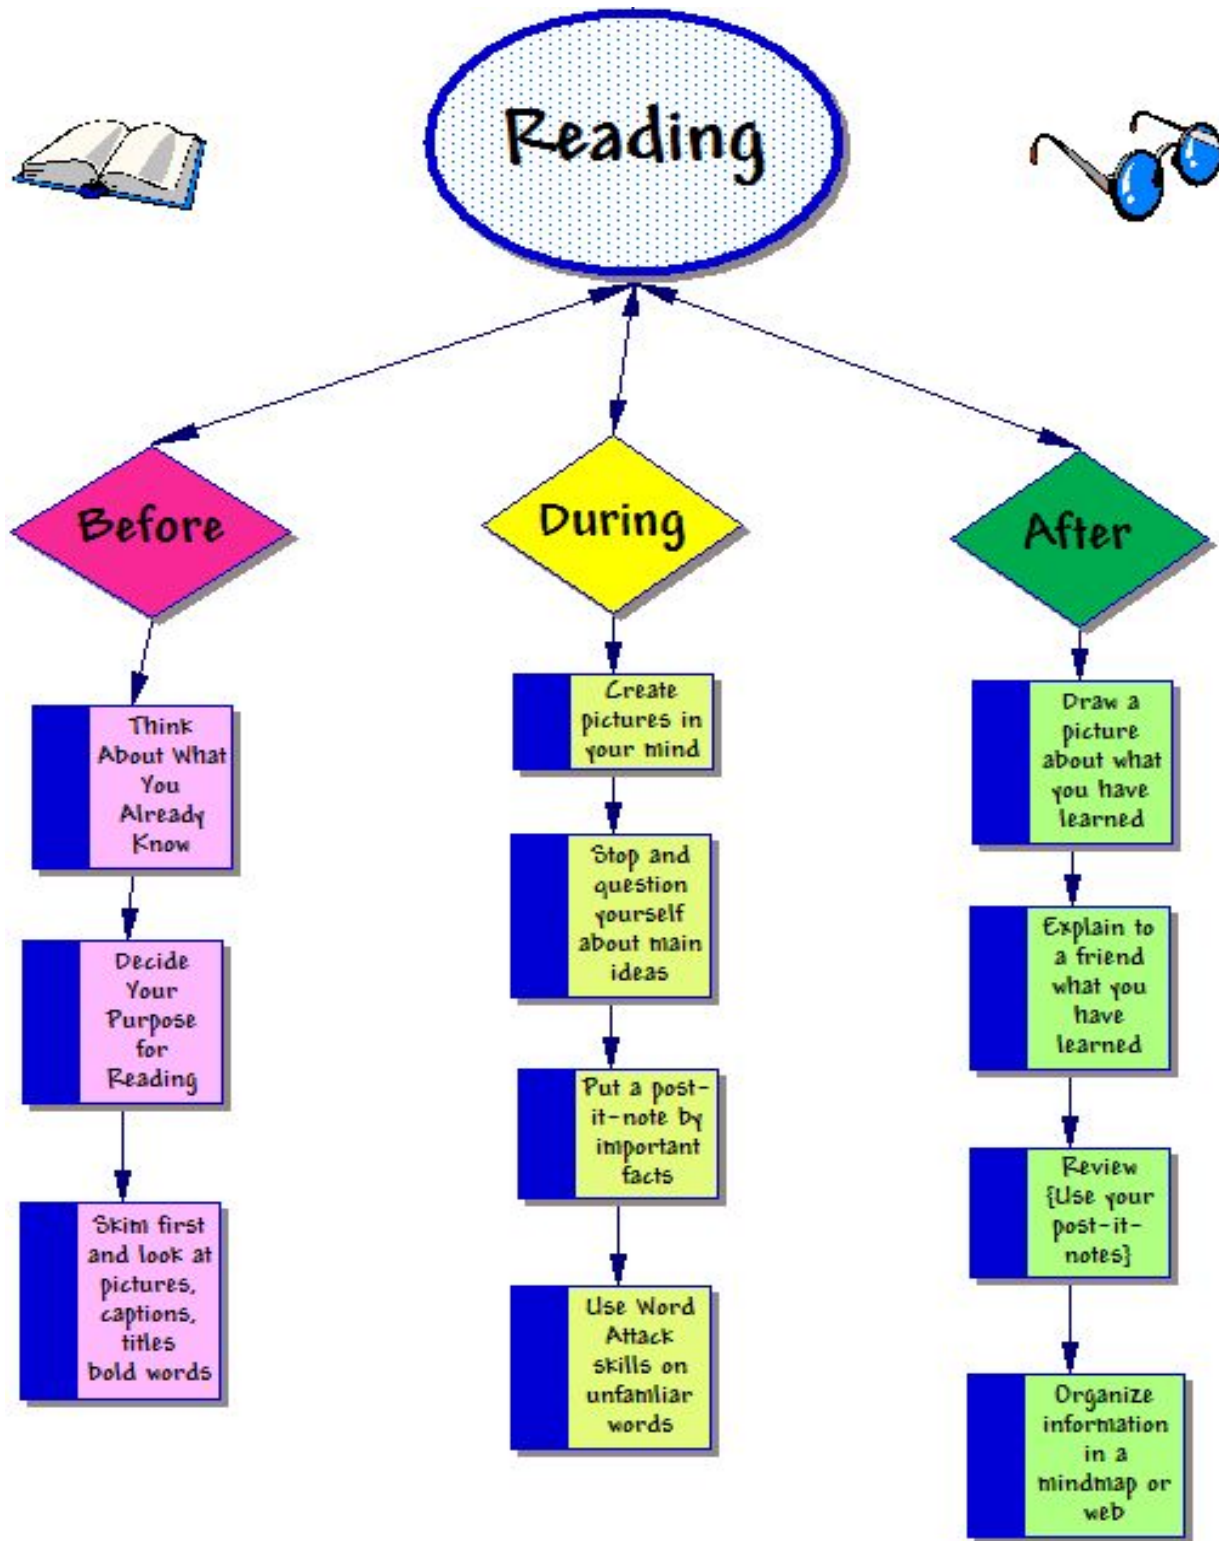 Reading
Before
During
After
Think
About What
You
Already
Know
Decide
Your
Purpose
for
Reading
Skim first
and look at
pictures,
captions,
titles
bold words
Create
pictures in
your mind
Stop and
question
yourself
about main
ideas
Put a post-
it-note by
important
facts
Use Word
Attack
skills on
unfamliar
words
Draw a
picture
about what
you have
learned
Explain to
a friend
what you
have
learned
Review
{Use your
post-it-
notes}
Organize
information
in a
mindmap or
web